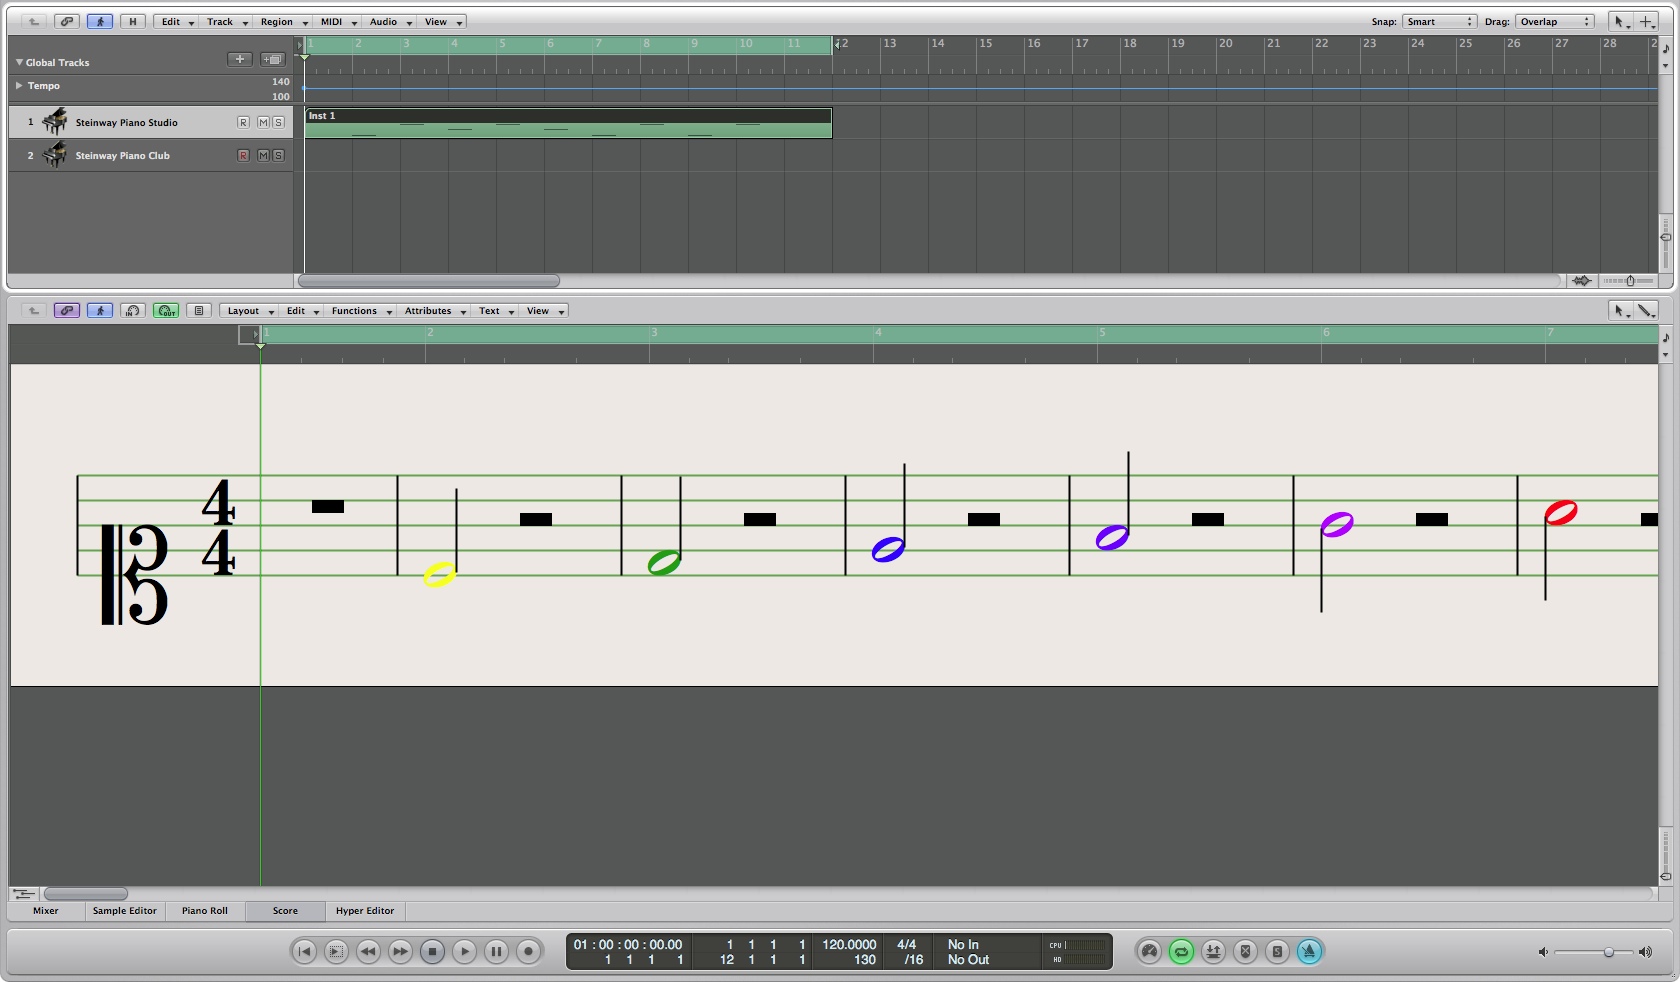 H Edit Track Region MIDI Audio View Snap: Smart Drag: Overlap
1 2 3 4 5 6 7 8 9 10 11 12 13 14 15 16 17 18 19 20 21 22 23 24 25 26 27 28 2
Global Tracks
Tempo 140
100
1 Steinway Piano Studio R M S Inst 1
2 Steinway Piano Club R M S
IN OUT Layout Edit Functions Attributes Text View
1 2 3 4 5 6 7
4
4
Mixer Sample Editor Piano Roll Score Hyper Editor
01 : 00 : 00 : 00.00 1 1 1 1 120.0000 4/4 No In CPU
1 1 1 1 12 1 1 1 130 /16 No Out HD
S